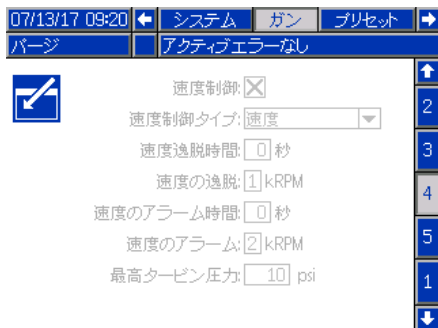 07/13/17 09:20 システム ガン プリセット
ページ アクティブエラーなし
速度制御:
速度制御タイプ: 速度
速度逸脱時間: 0 秒
速度の逸脱: 1 kRPM
速度のアラーム時間: 0 秒
速度のアラーム: 2 kRPM
最高タービン圧力: 10 psi
2
3
4
5
1